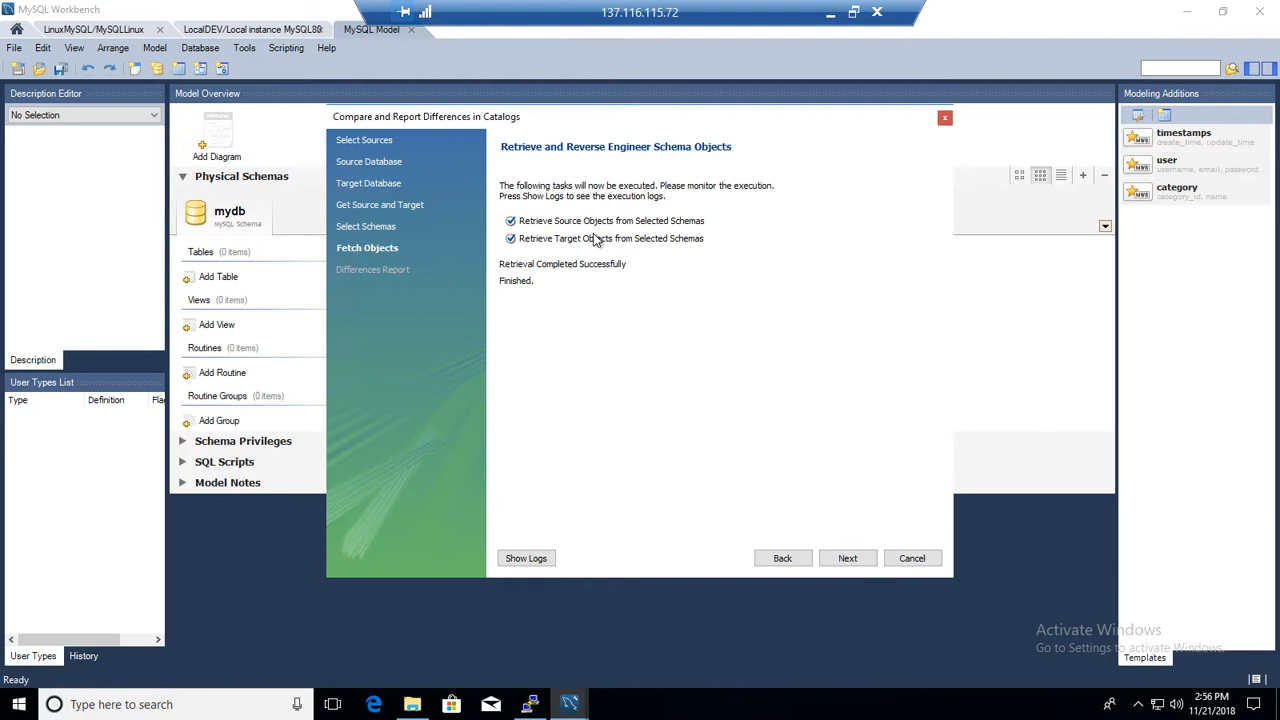 MySQL Workbench
137.116.115.72
LinuxMySQL/MySQLLinux
LocalDEV/Local instance MySQL80
MySQL Model
File Edit View Arrange Model Database Tools Scripting Help
Description Editor
Model Overview
Modeling Additions
No Selection
Add Diagram
Physical Schemas
mydb
MySQL Schema
Tables (0 items)
Add Table
Views (0 items)
Add View
Routines (0 items)
Add Routine
Routine Groups (0 items)
Add Group
Schema Privileges
SQL Scripts
Model Notes
Description
User Types List
Type Definition Flag
User Types
History
Ready
Compare and Report Differences in Catalogs
x
Select Sources
Source Database
Target Database
Get Source and Target
Select Schemas
Fetch Objects
Differences Report
Retrieve and Reverse Engineer Schema Objects
The following tasks will now be executed. Please monitor the execution.
Press Show Logs to see the execution logs.
Retrieve Source Objects from Selected Schemas
Retrieve Target Objects from Selected Schemas
Retrieval Completed Successfully
Finished.
Show Logs
Back
Next
Cancel
timestamps
create_time, update_time
user
username, email, password,
category
category_id, name
Activate Windows
Go to Settings to activate Windows.
Templates
Type here to search
2:56 PM
11/21/2018